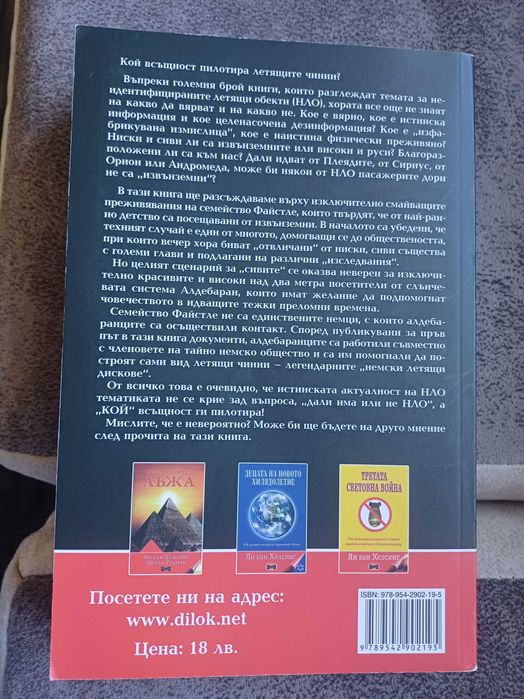 Кой всъщност пилотира летящите чинии?
Въпреки големия брой книги, които разглеждат темата за не-
идентифицираните летящи обекти (НЛО), хората все още не знаят
на какво да вярват и на какво не. Кое е вярно, кое е истинска
информация и кое целенасочена дезинформация? Кое е „изфа-
брикувана измислица", кое е наистина физически преживяно?
Ниски и сиви ли са извънземните или високи и руси? Благораз-
положени ли са към нас? Дали идват от Плеядите, от Сириус, от
Орион или Андромеда, може би някои от НЛО пасажерите дори
не са „извънземни"?
В тази книга ще разсъждаваме върху изключително смайващите
преживявания на семейство Файстле, които твърдят, че от най-ран-
но детство са посещавани от извънземни. В началото са убедени, че
техният случай е един от многото, домогващи се до обществеността,
при които вечер хора биват „отвличани" от ниски, сиви същества
с големи глави и подлагани на различни „изследвания".
Но целият сценарий за „сивите" се оказва неверен за изключи-
телно красивите и високи над два метра посетители от слънче-
вата система Алдебаран, които имат желание да подпомогнат
човечеството в идващите тежки преломни времена.
Семейство Файстле не са единствените немци, с които алдеба-
ранците са осъществили контакт. Според публикувани за пръв
път в тази книга документи, алдебаранците са работили съвместно
с членовете на тайно немско общество и са им помогнали да по-
строят сами вид летящи чинии – легендарните „немски летящи
дискове".
От всичко това е очевидно, че истинската актуалност на НЛО
тематиката не се крие зад въпроса, „дали има или не НЛО", а
„КОЙ" всъщност ги пилотира!
Мислите, че е невероятно? Може би ще бъдете на друго мнение
след прочита на тази книга.
ЛЪЖА
Ян ван Хелсинг
ДЕЦАТА НА НОВОТО
ХИЛЯДОЛЕТИЕ
Ян ван Хелсинг
ТРЕТАТА
СВЕТОВНА ВОЙНА
Ян ван Хелсинг
Посетете ни на адрес:
www.dilok.net
Цена: 18 лв.
ISBN: 978-954-2902-19-5
9 789542 902195